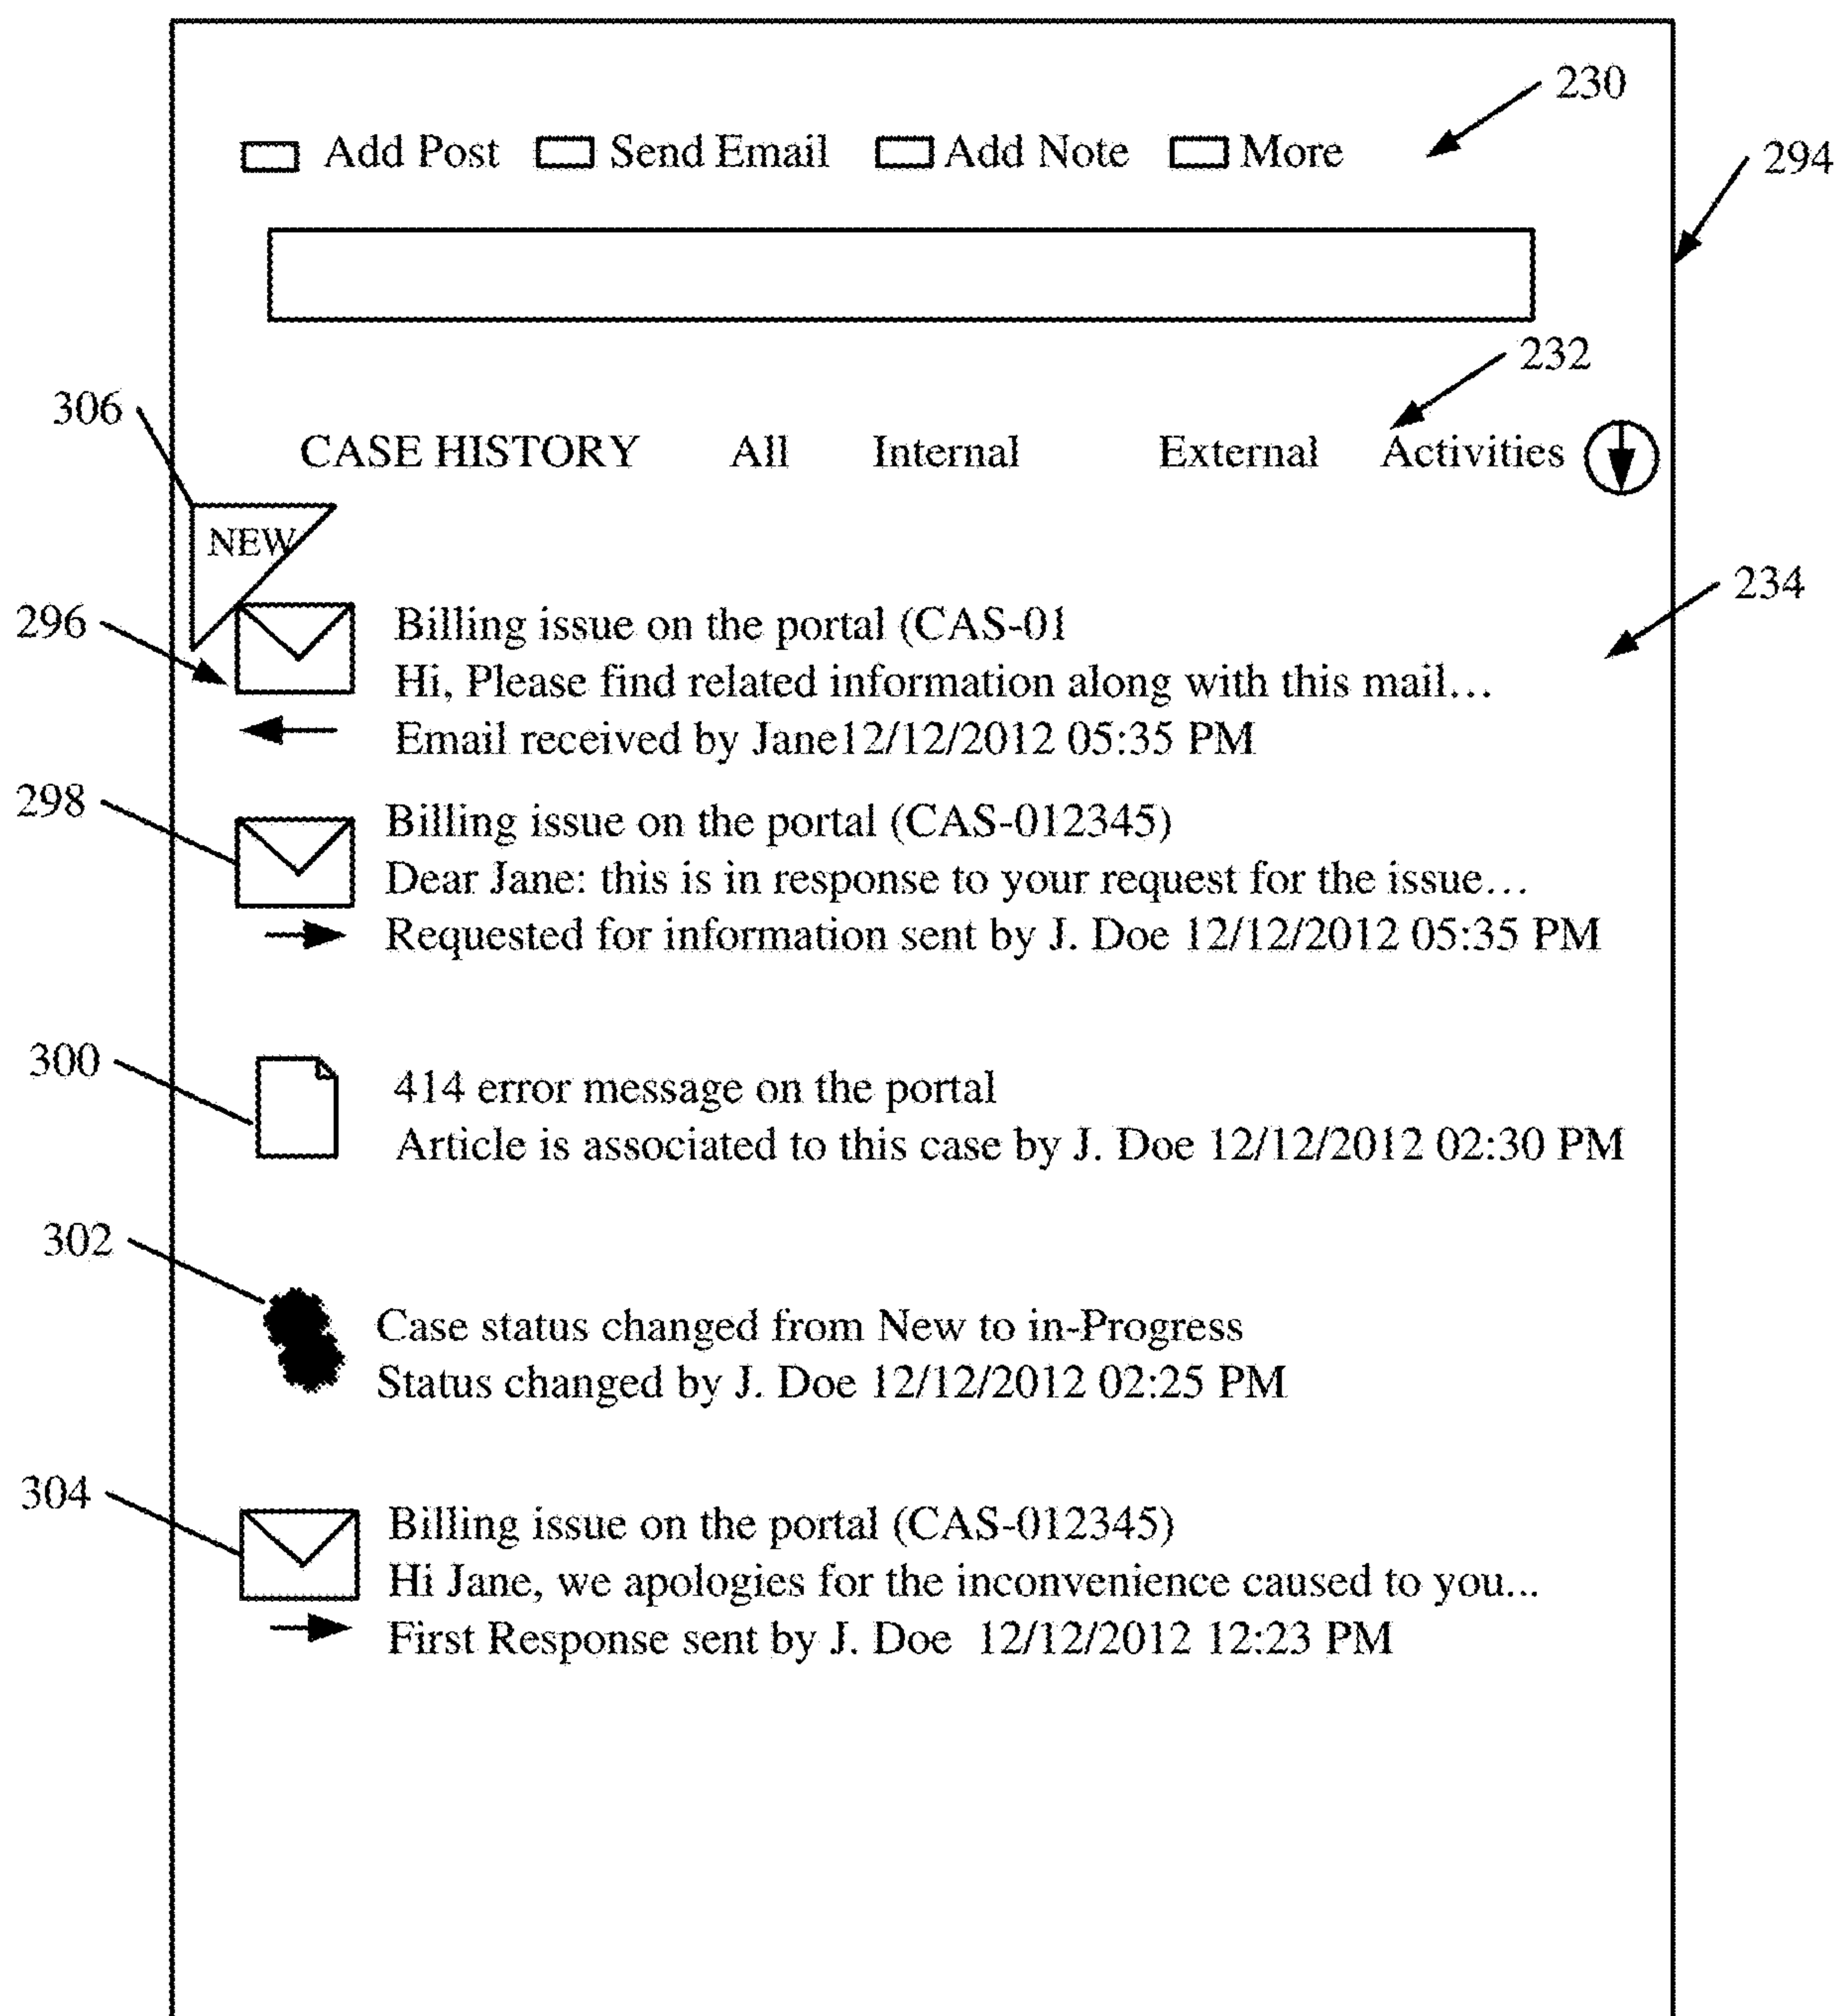 230
Add Post Send Email Add Note More
294
232
306
CASE HISTORY All Internal External Activities
NEW
234
296
Billing issue on the portal (CAS-01
Hi, Please find related information along with this mail...
Email received by Jane12/12/2012 05:35 PM
298
Billing issue on the portal (CAS-012345)
Dear Jane: this is in response to your request for the issue...
Requested for information sent by J. Doe 12/12/2012 05:35 PM
300
414 error message on the portal
Article is associated to this case by J. Doe 12/12/2012 02:30 PM
302
Case status changed from New to in-Progress
Status changed by J. Doe 12/12/2012 02:25 PM
304
Billing issue on the portal (CAS-012345)
Hi Jane, we apologies for the inconvenience caused to you...
First Response sent by J. Doe 12/12/2012 12:23 PM